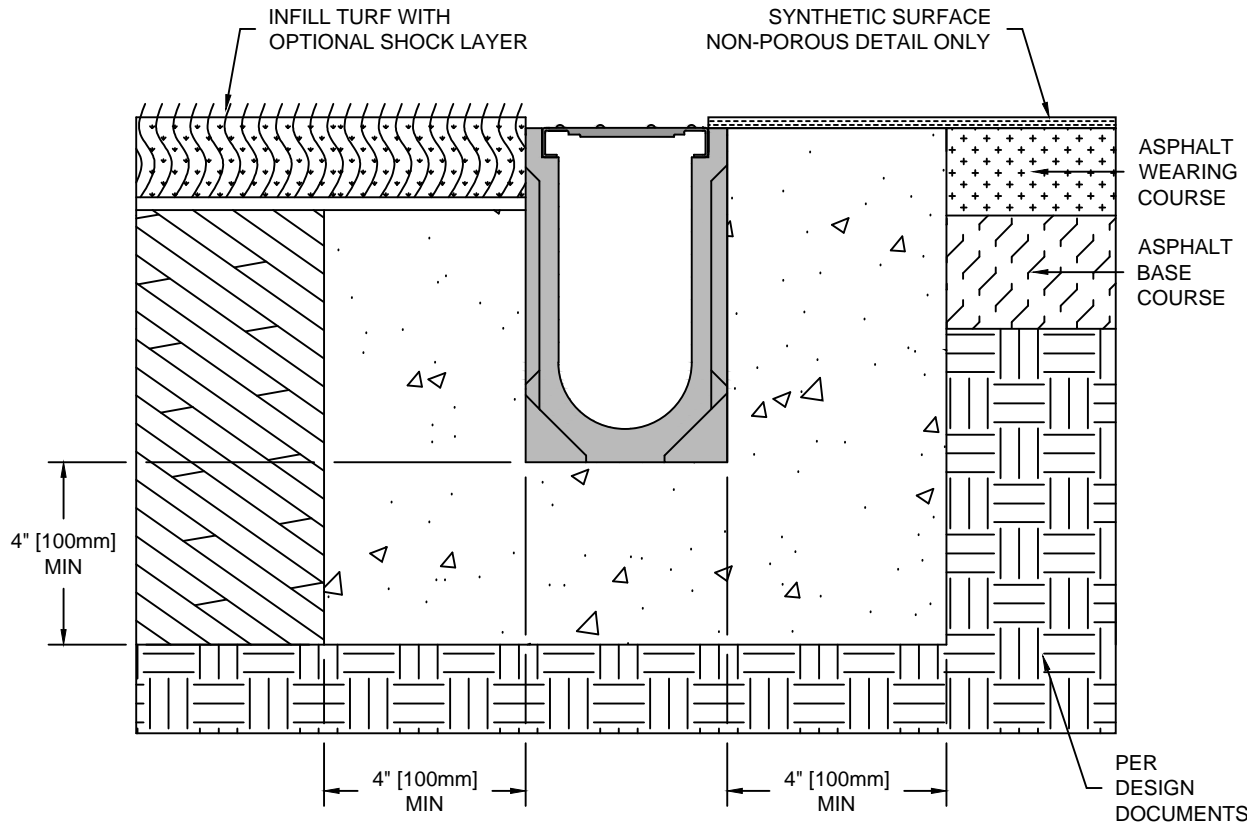 INFILL TURF WITH
OPTIONAL SHOCK LAYER
SYNTHETIC SURFACE
NON-POROUS DETAIL ONLY
ASPHALT
WEARING
COURSE
ASPHALT
BASE
COURSE
4" [100mm]
MIN
4" [100mm]
MIN
4" [100mm]
MIN
PER
DESIGN
DOCUMENTS